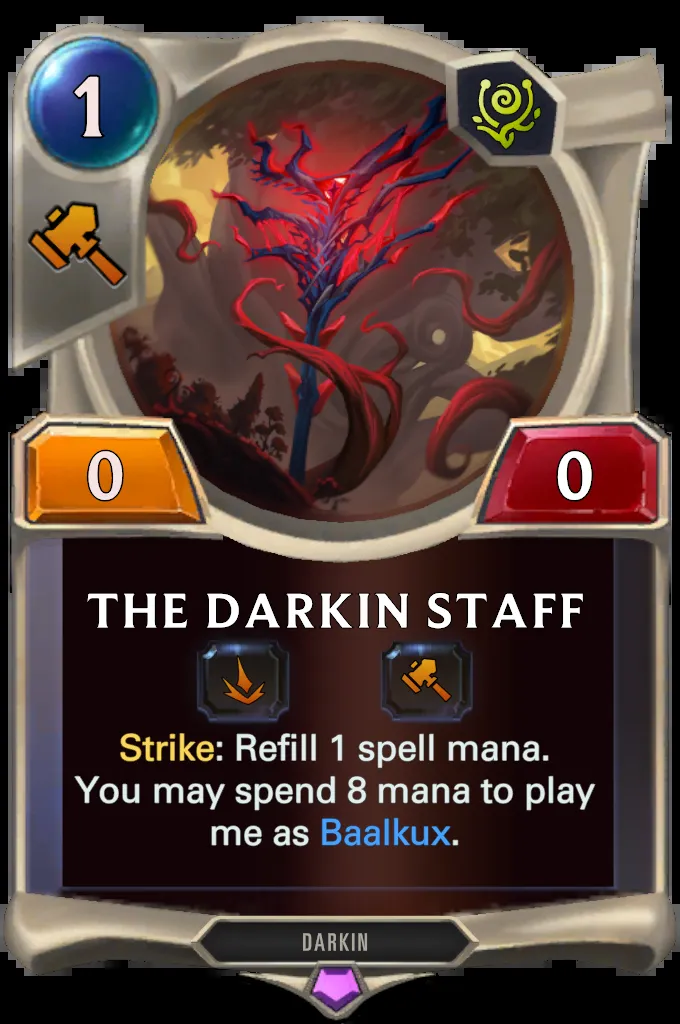 1
0
0
THE DARKIN STAFF
Strike: Refill 1 spell mana.
You may spend 8 mana to play
me as Baalkux.
DARKIN